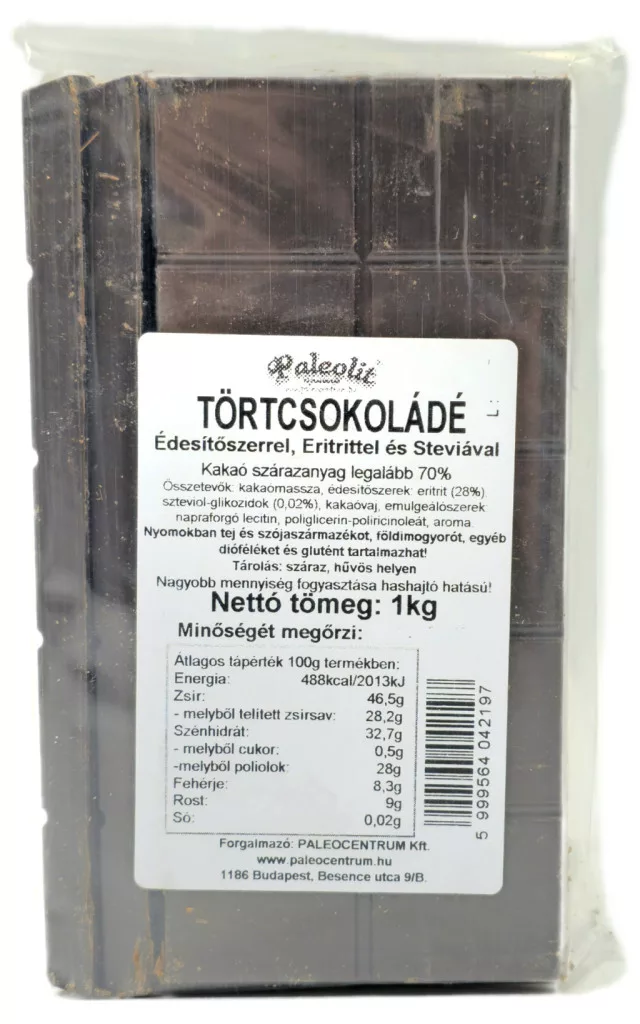 Paleolit
TÖRTCSOKOLÁDÉ
L:
Édesítőszerrel, Eritrittel és Steviával
Kakaó szárazanyag legalább 70%
Összetevők: kakaómassza, édesítőszerek: eritrit (28%)
szteviol-glikozidok (0,02%), kakaóvaj, emulgeálószerek:
napraforgó lecitin, poliglicerin-poliricinoleát, aroma.
Nyomokban tej és szójaszármazékot, földimogyorót, egyéb
dióféléket és glutént tartalmazhat!
Tárolás: száraz, hűvös helyen
Nagyobb mennyiség fogyasztása hashajtó hatású!
Nettó tömeg: 1kg
Minőségét megőrzi:
Átlagos tápérték 100g termékben:
Energia: 488kcal/2013kJ
Zsír: 46,5g
- melyből telített zsírsav: 28,2g
Szénhidrát: 32,7g
- melyből cukor: 0,5g
-melyből poliolok: 28g
Fehérje: 8,3g
Rost: 9g
Só: 0,02g
5 999564 042197
Forgalmazó: PALEOCENTRUM Kft.
www.paleocentrum.hu
1186 Budapest, Besence utca 9/B.